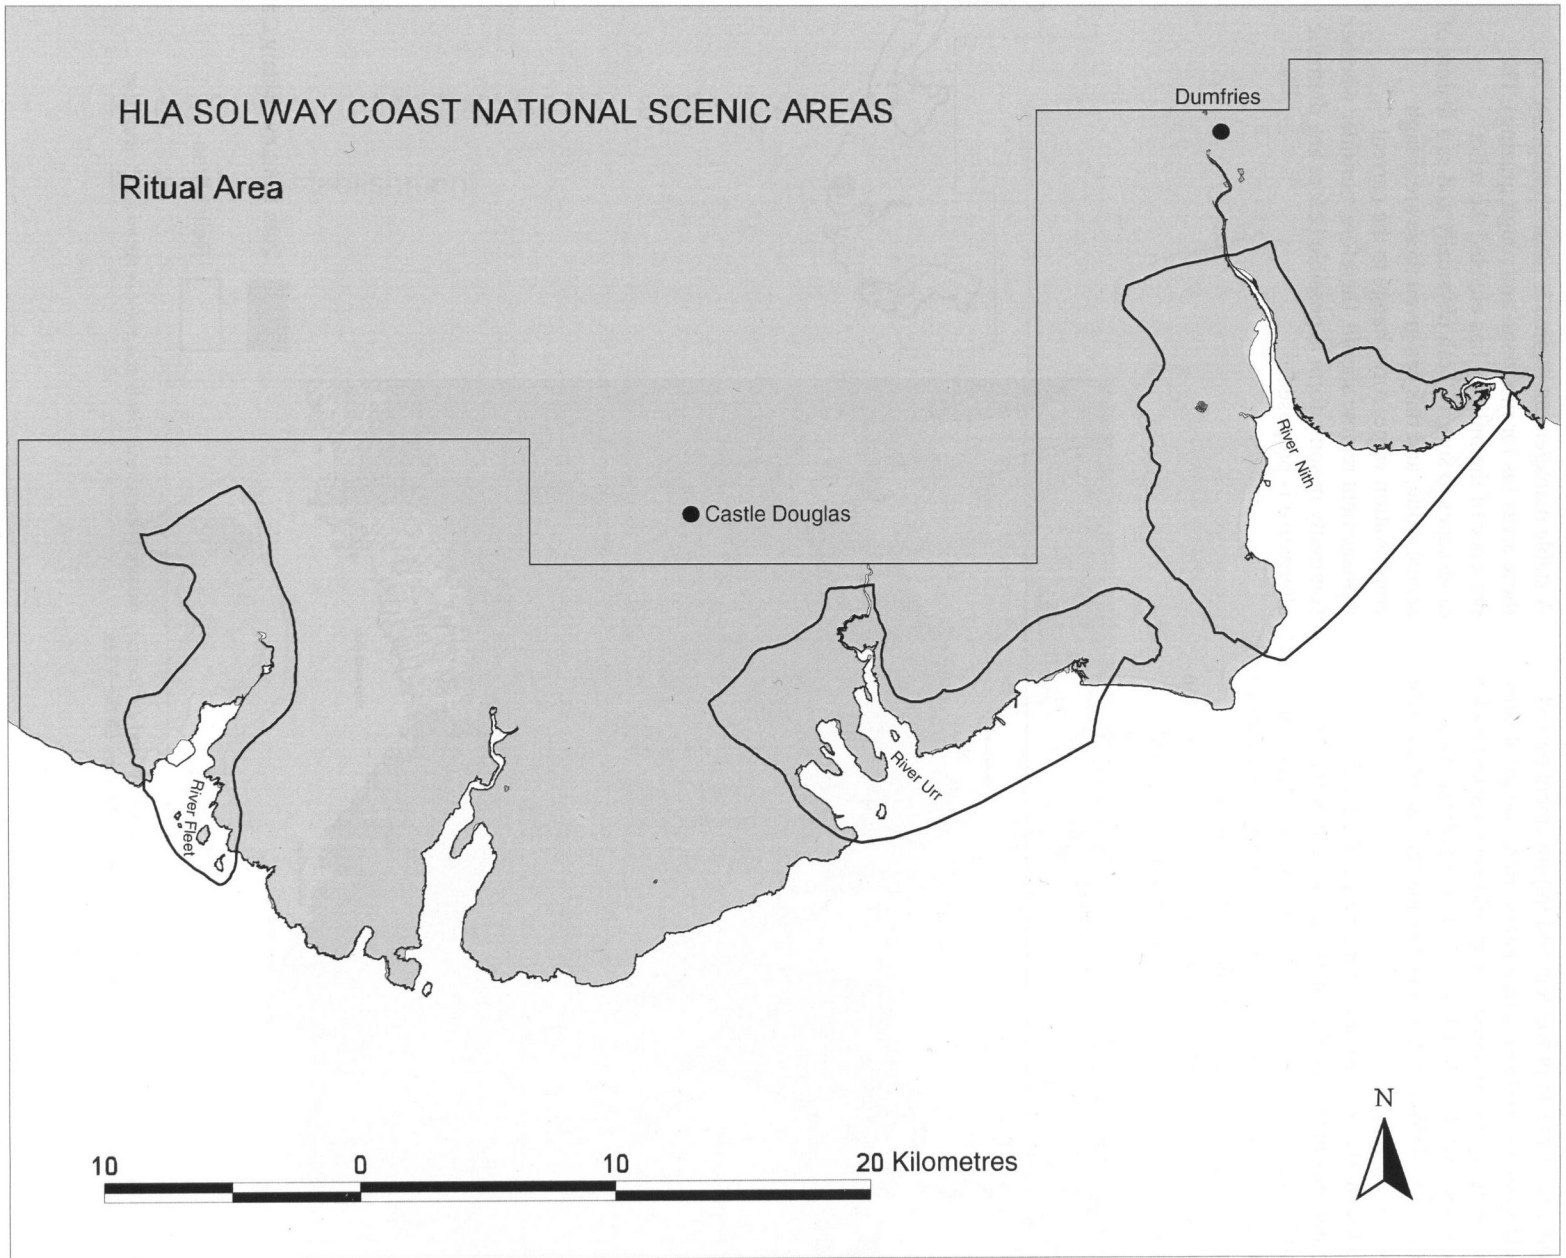 Dumfries
HLA SOLWAY COAST NATIONAL SCENIC AREAS
Ritual Area
River Nith
Castle Douglas
River Urr
River Fleet
N
10 0 10 20 Kilometres